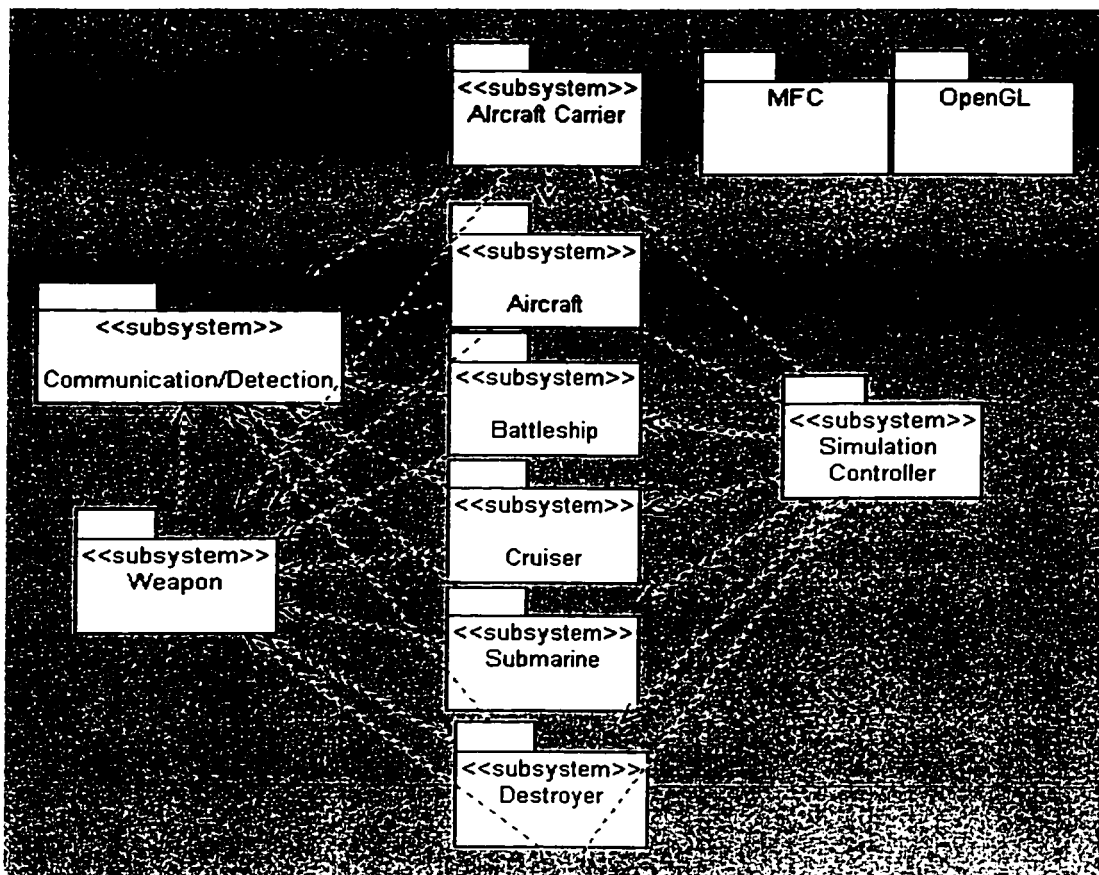 <<subsystem>>
Aircraft Carrier
MFC
OpenGL
<<subsystem>>
Aircraft
<<subsystem>>
Communication/Detection
<<subsystem>>
Battleship
<<subsystem>>
Simulation
Controller
<<subsystem>>
Cruiser
<<subsystem>>
Weapon
<<subsystem>>
Submarine
<<subsystem>>
Destroyer